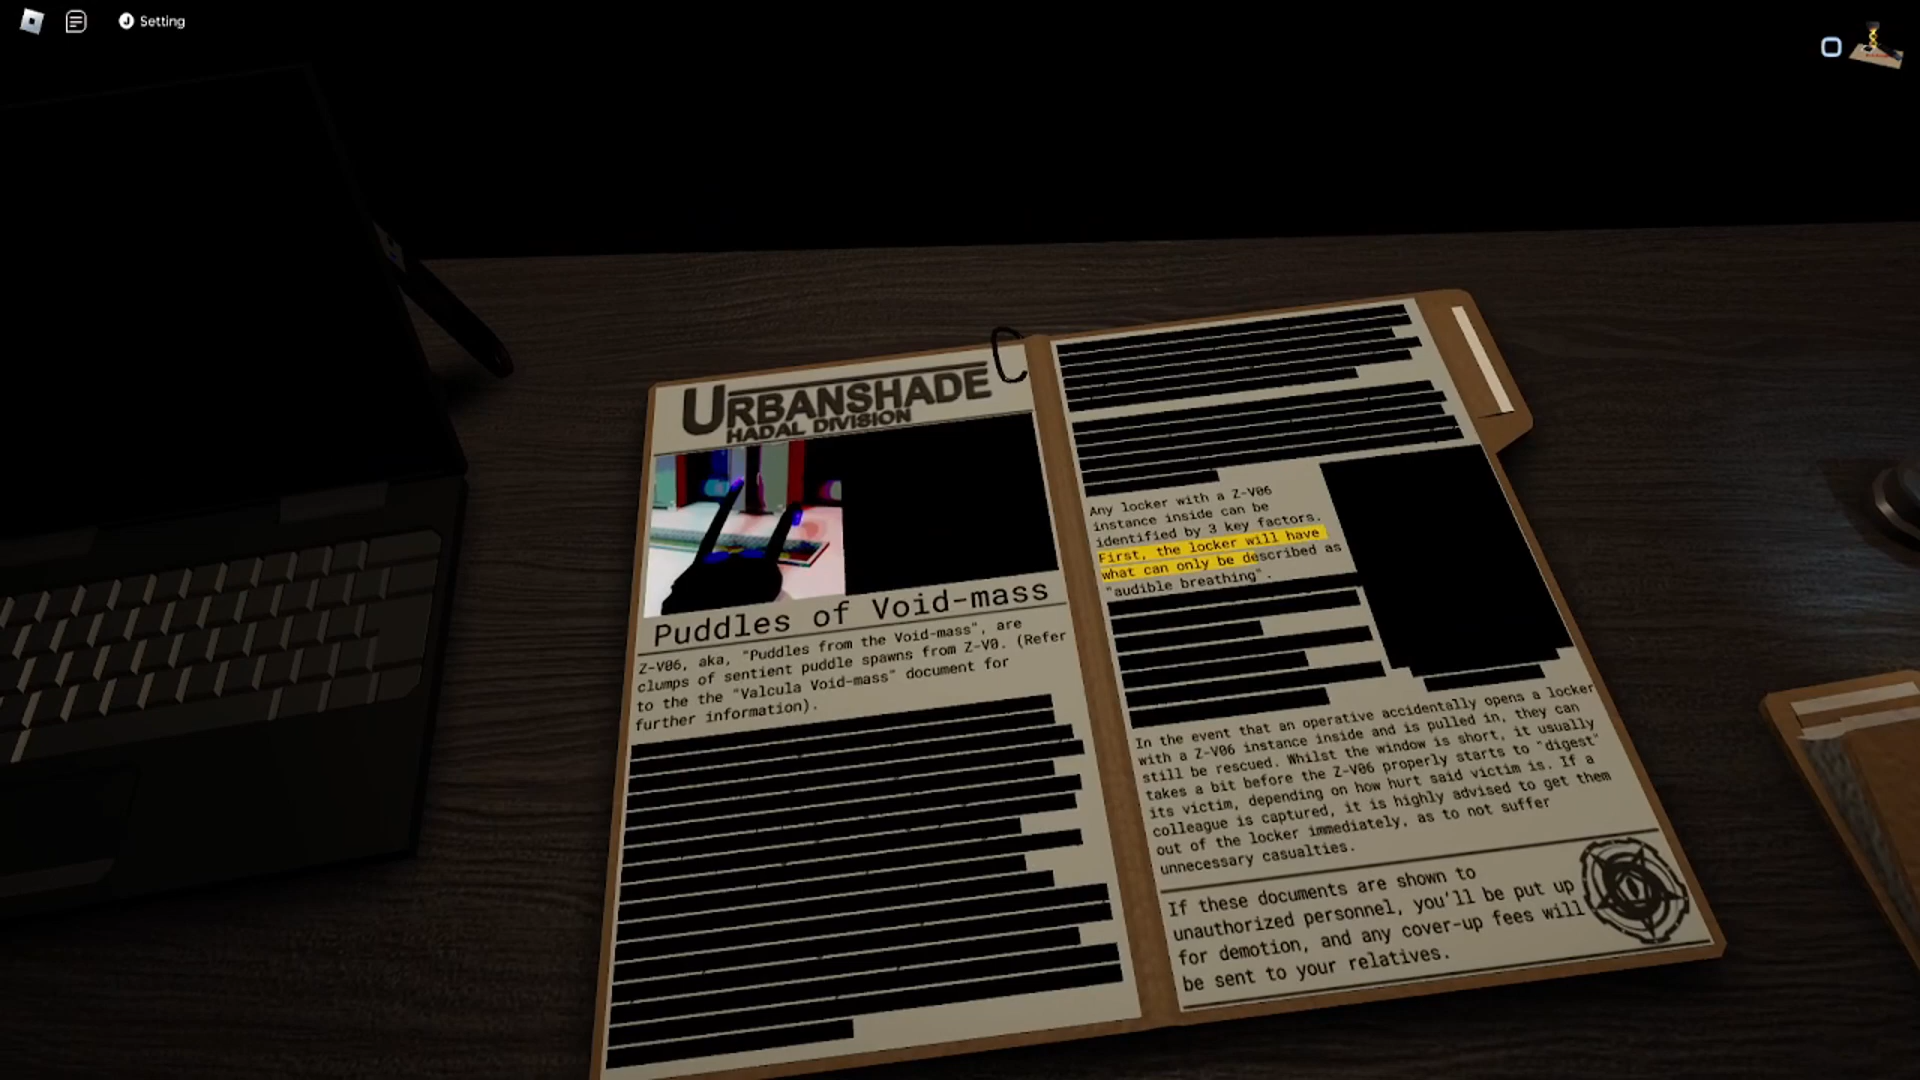 Setting
URBANSHADE
HADAL DIVISION
Puddles of Void-mass
Z-V06, aka, "Puddles from the Void-mass", are
clumps of sentient puddle spawns from Z-V0. (Refer
to the the "Valcula Void-mass" document for
further information).
Any locker with a Z-V06
instance inside can be
identified by 3 key factors.
First, the locker will have
what can only be described as
"audible breathing".
In the event that an operative accidentally opens a locker
with a Z-V06 instance inside and is pulled in, they can
still be rescued. Whilst the window is short, it usually
takes a bit before the Z-V06 properly starts to "digest"
its victim, depending on how hurt said victim is. If a
colleague is captured, it is highly advised to get them
out of the locker immediately, as to not suffer
unnecessary casualties.
If these documents are shown to
unauthorized personnel, you'll be put up
for demotion, and any cover-up fees will
be sent to your relatives.